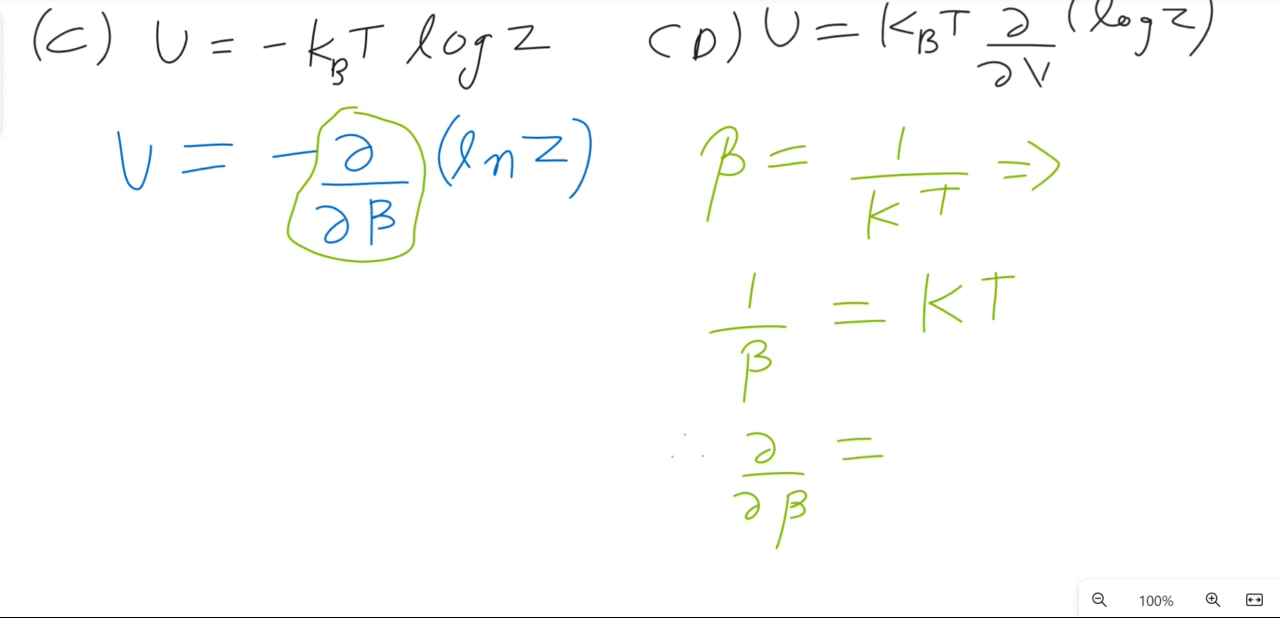 (C) U = - k_B T log Z (D) U = K_B T ∂/∂V (log Z)
U = - ∂/∂β (ln Z) β = 1/KT =>
1/β = KT
∴ ∂/∂β =
100%